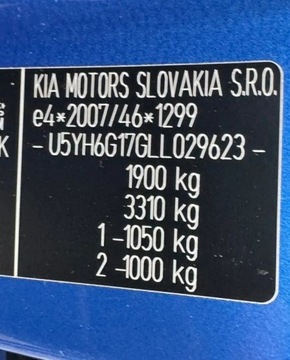 KIA MOTORS SLOVAKIA S.R.O.
e4*2007/46*1299
-U5YH6G17GLL029623-
1900 kg
3310 kg
1-1050 kg
2-1000 kg
K